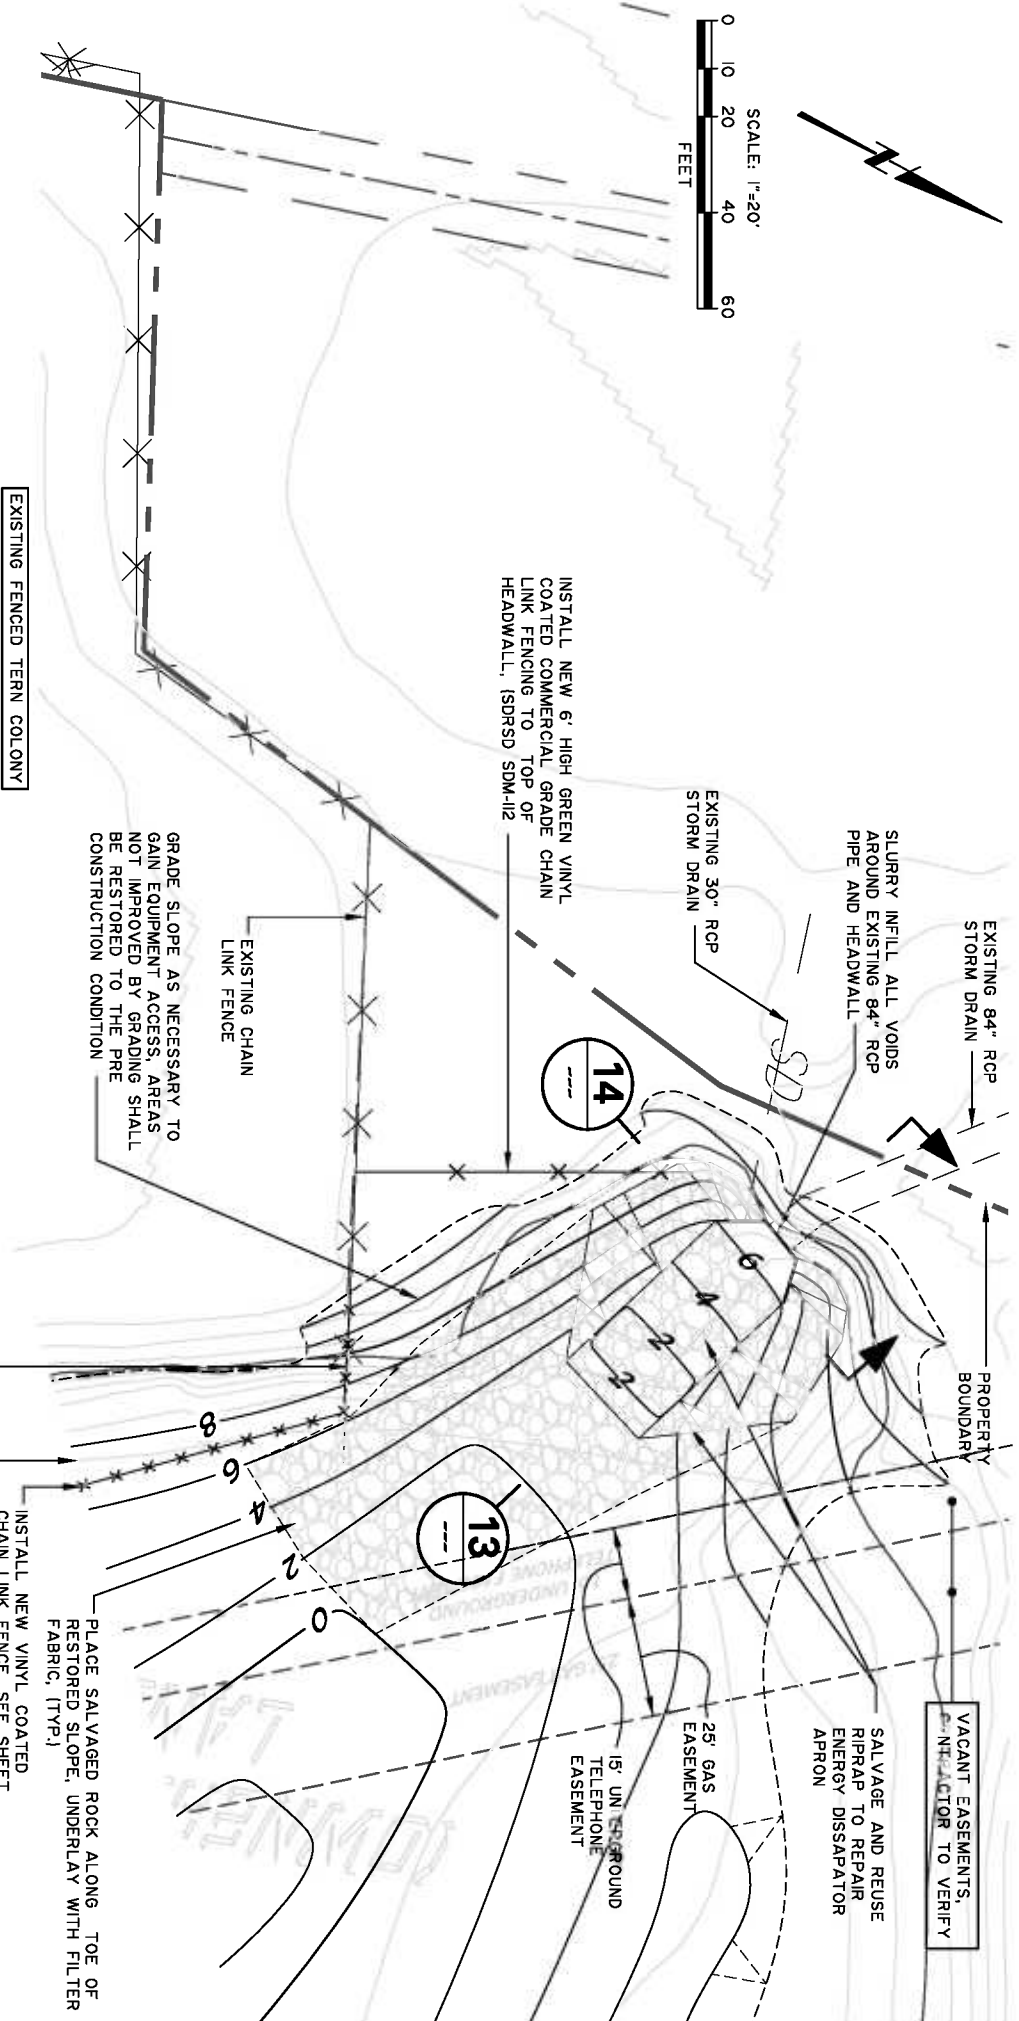 0 10 20 40 60
SCALE: 1"=20'
FEET
EXISTING FENCED TERN COLONY
INSTALL NEW 6' HIGH GREEN VINYL
COATED COMMERCIAL GRADE CHAIN
LINK FENCING TO TOP OF
HEADWALL, (SDRSD SDM-112
EXISTING 30" RCP
STORM DRAIN
SD
SLURRY INFILL ALL VOIDS
AROUND EXISTING 84" RCP
PIPE AND HEADWALL
EXISTING 84" RCP
STORM DRAIN
EXISTING CHAIN
LINK FENCE
GRADE SLOPE AS NECESSARY TO
GAIN EQUIPMENT ACCESS, AREAS
NOT IMPROVED BY GRADING SHALL
BE RESTORED TO THE PRE
CONSTRUCTION CONDITION
14
---
PROPERTY
BOUNDARY
6
4
2
2
8
6
4
2
0
13
---
UNDERGROUND
25' GAS EASEMENT
VACANT EASEMENTS,
CONTRACTOR TO VERIFY
SALVAGE AND REUSE
RIPRAP TO REPAIR
ENERGY DISSAPATOR
APRON
25' GAS
EASEMENT
15' UNDERGROUND
TELEPHONE
EASEMENT
PLACE SALVAGED ROCK ALONG TOE OF
RESTORED SLOPE, UNDERLAY WITH FILTER
FABRIC, (TYP.)
INSTALL NEW VINYL COATED
CHAIN LINK FENCE, SEE SHEET